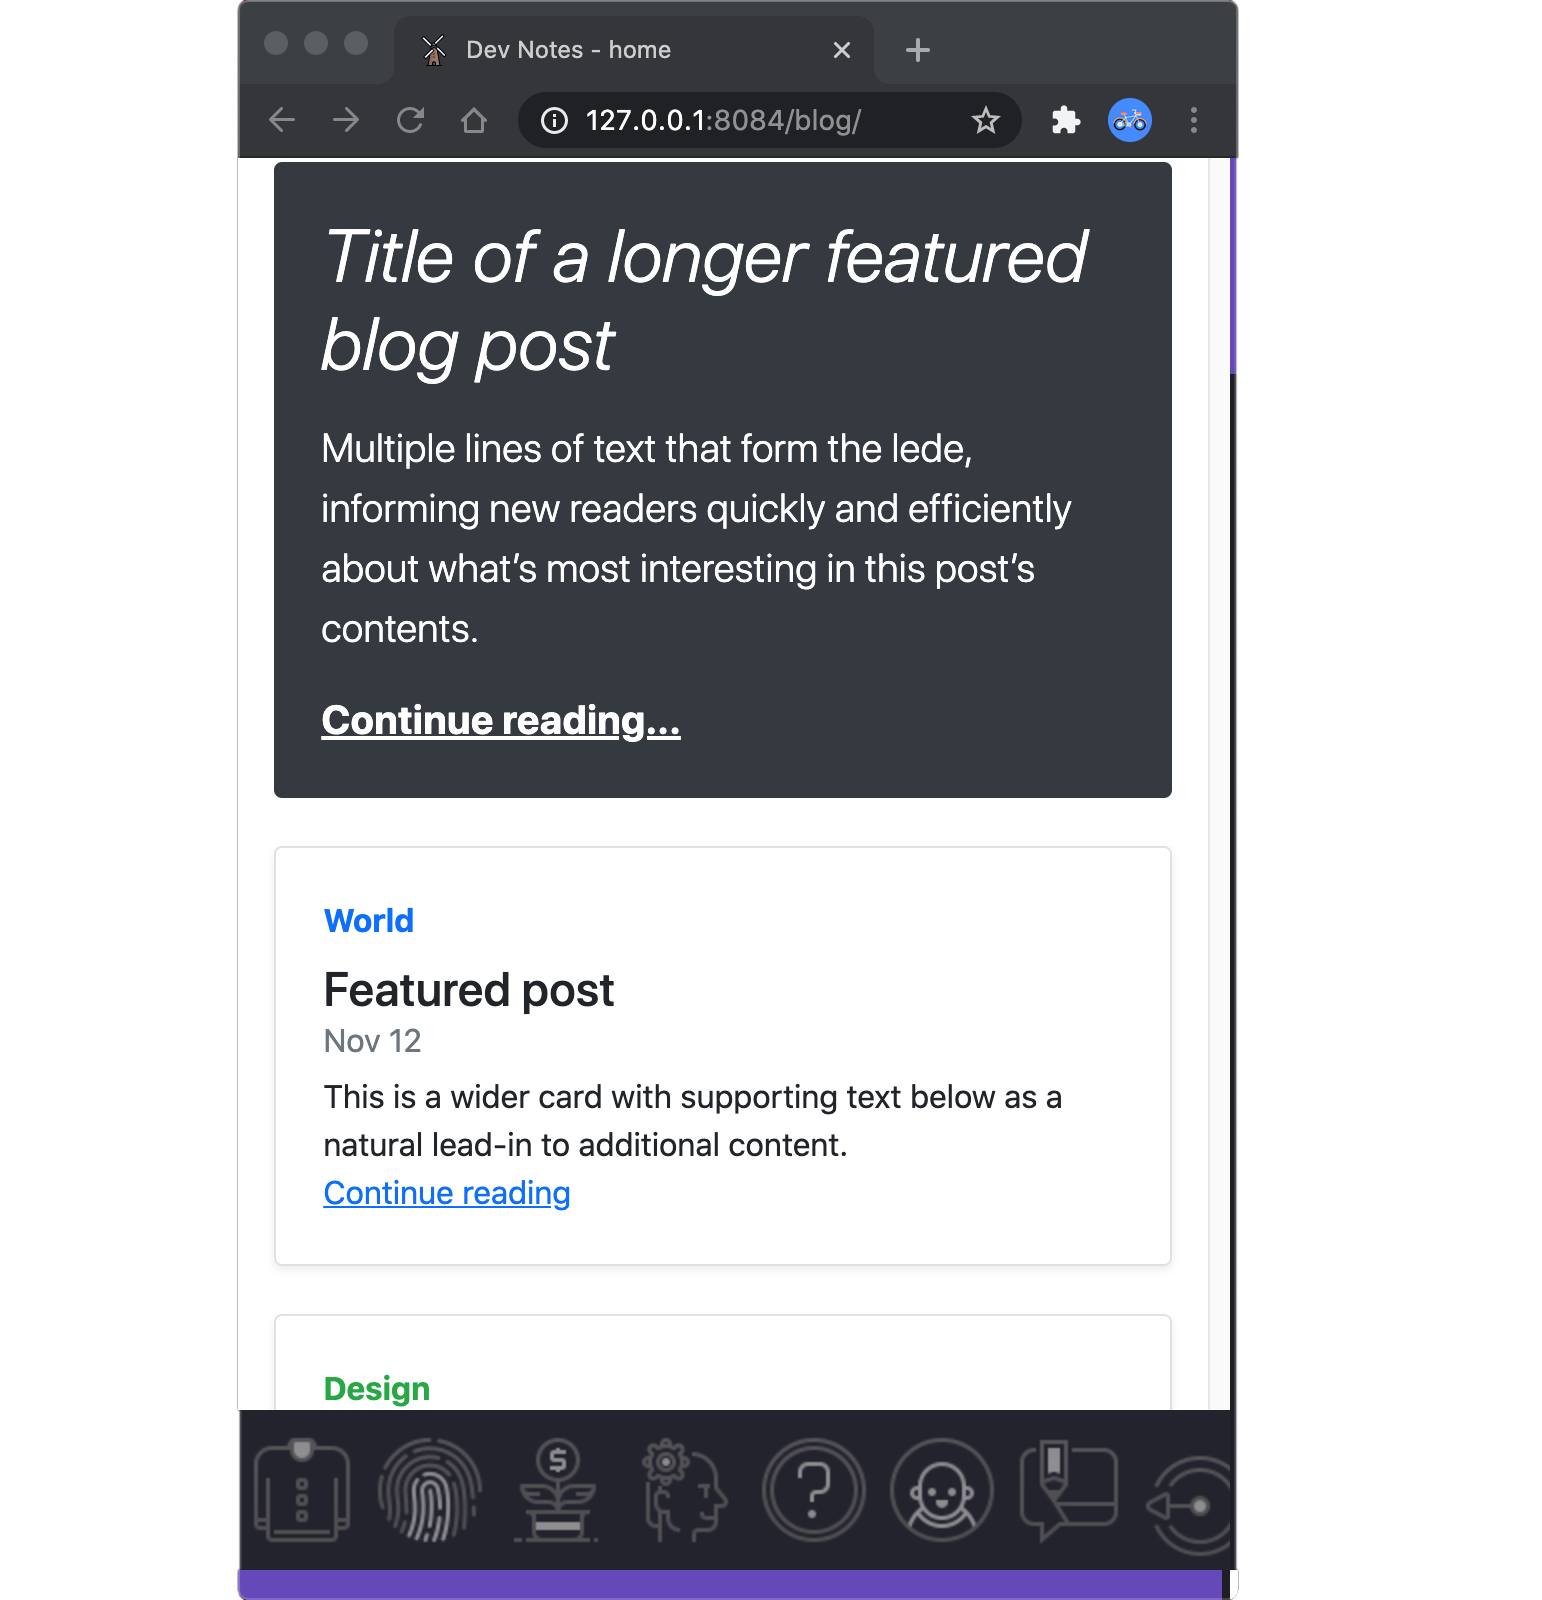 Dev Notes - home
127.0.0.1:8084/blog/
Title of a longer featured
blog post
Multiple lines of text that form the lede,
informing new readers quickly and efficiently
about what’s most interesting in this post’s
contents.
Continue reading...
World
Featured post
Nov 12
This is a wider card with supporting text below as a
natural lead-in to additional content.
Continue reading
Design
$
?